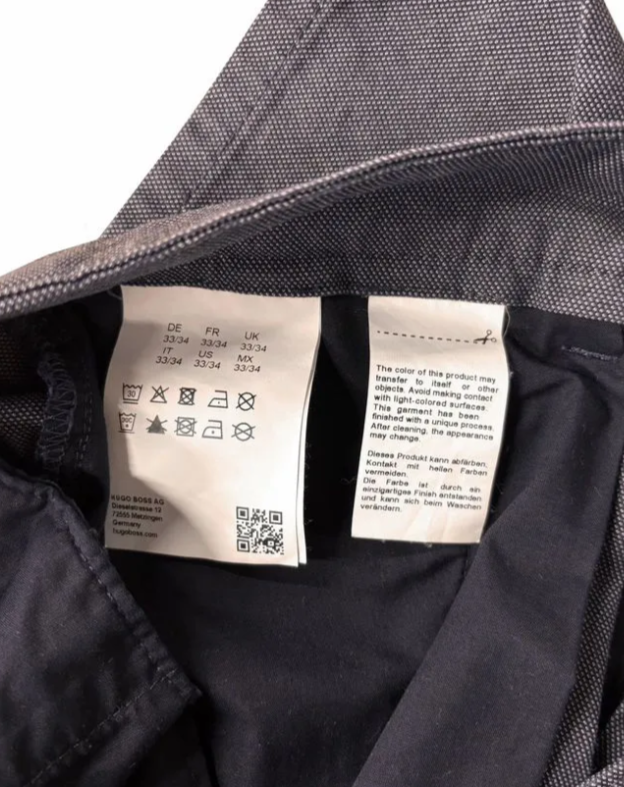 DE FR UK
33/34 33/34 33/34
IT US MX
33/34 33/34 33/34
30
HUGO BOSS AG
Dieselstrasse 12
72555 Metzingen
Germany
hugoboss.com
The color of this product may
transfer to itself or other
objects. Avoid making contact
with light-colored surfaces.
This garment has been
finished with a unique process.
After cleaning, the appearance
may change.
Dieses Produkt kann abfärben,
Kontakt mit hellen Farben
vermeiden.
Die Farbe ist durch ein
einzigartiges Finish entstanden
und kann sich beim Waschen
verändern.